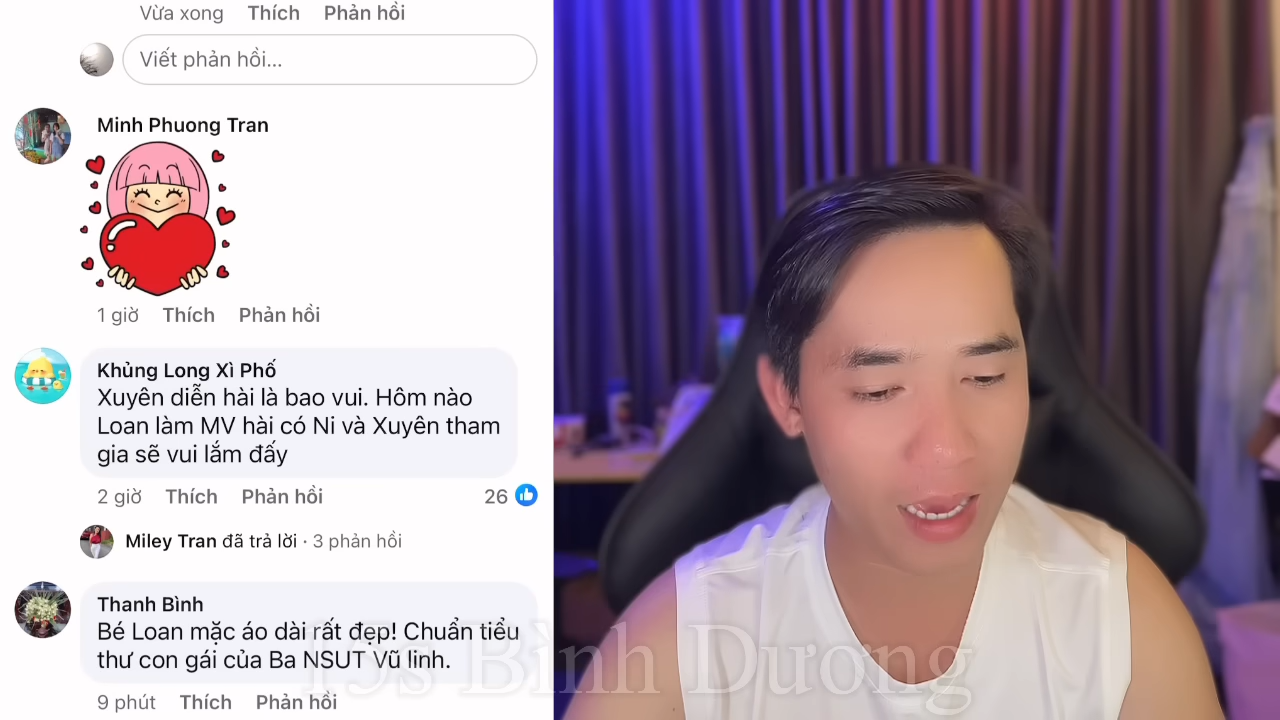 Vừa xong Thích Phản hồi
Viết phản hồi...
Minh Phuong Tran
1 giờ Thích Phản hồi
Khủng Long Xì Phố
Xuyên diễn hài là bao vui. Hôm nào
Loan làm MV hài có Ni và Xuyên tham
gia sẽ vui lắm đấy
2 giờ Thích Phản hồi 26
Miley Tran đã trả lời · 3 phản hồi
Thanh Bình
Bé Loan mặc áo dài rất đẹp! Chuẩn tiểu
thư con gái của Ba NSUT Vũ linh.
15s Bình Dương
9 phút Thích Phản hồi